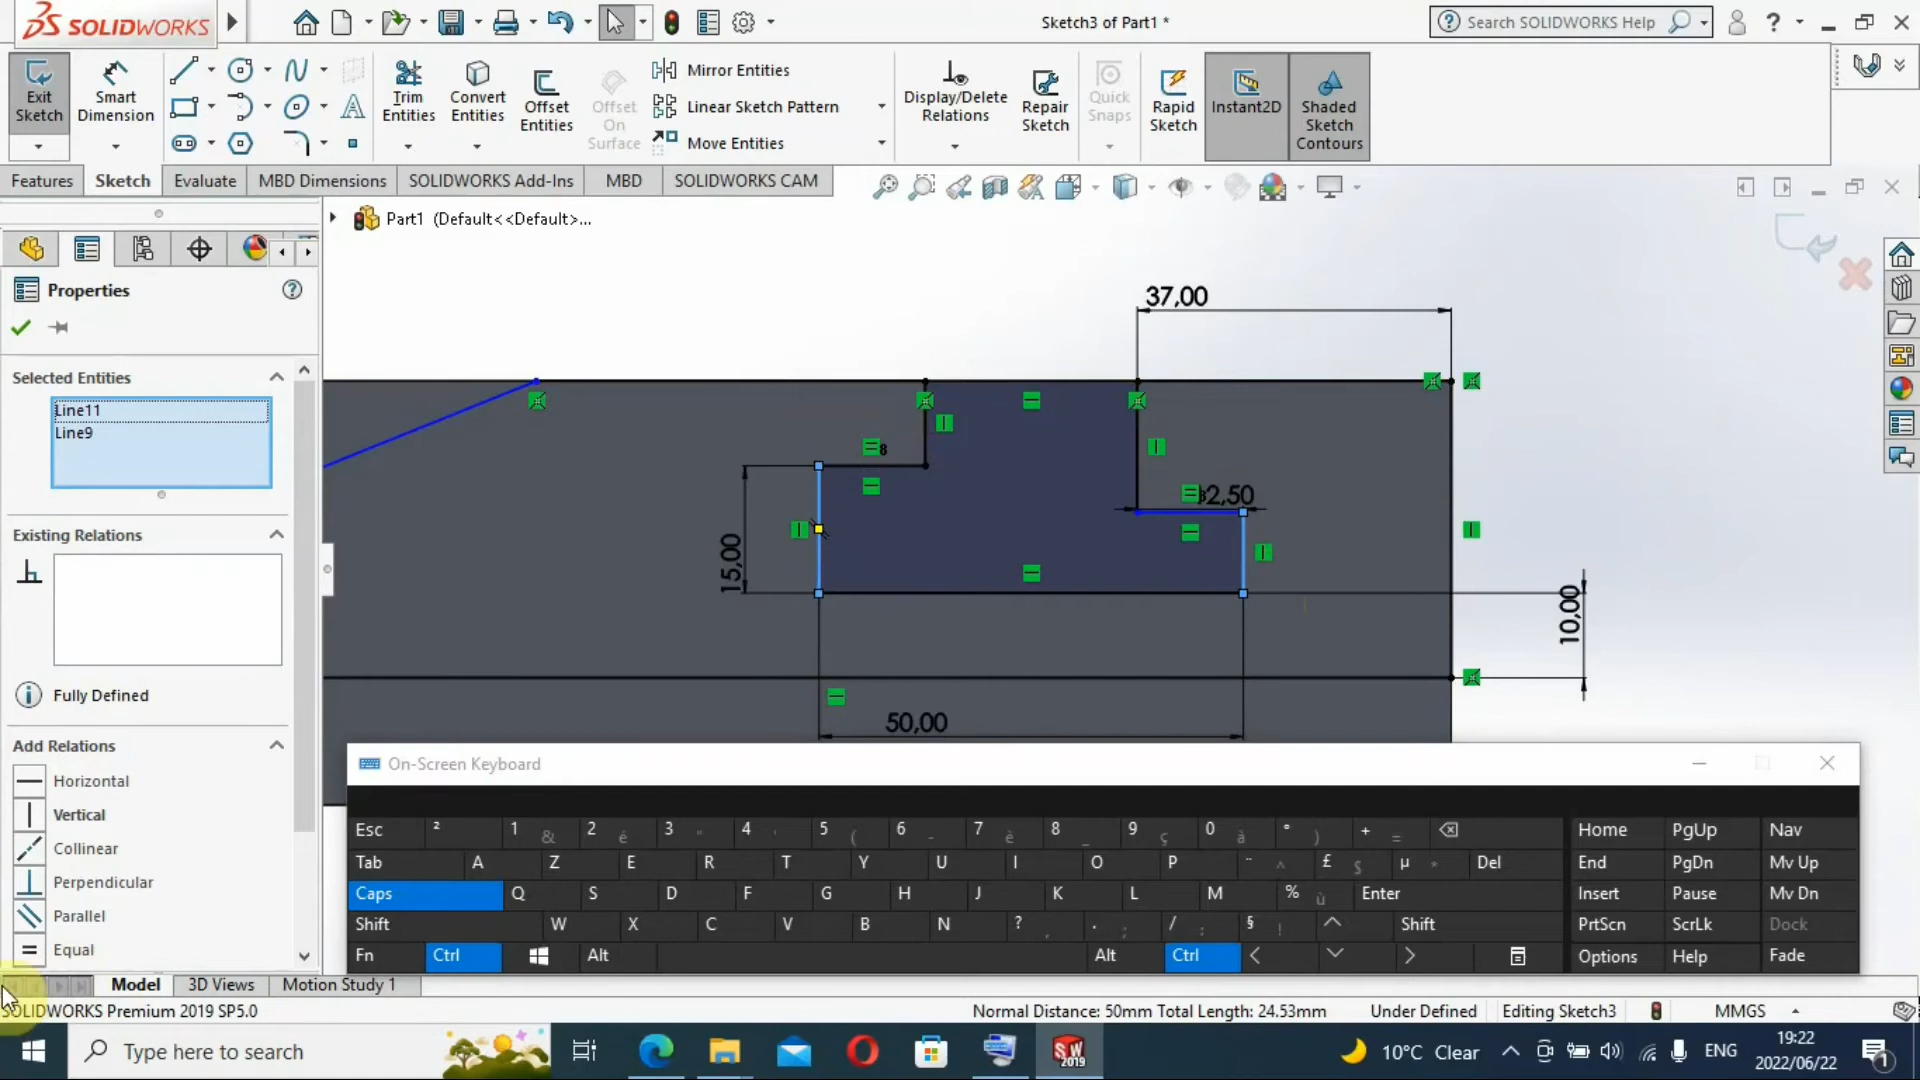 SOLIDWORKS
Sketch3 of Part1 *
Search SOLIDWORKS Help
Exit Sketch
Smart Dimension
Trim Entities
Convert Entities
Offset Entities
Offset On Surface
Mirror Entities
Linear Sketch Pattern
Move Entities
Display/Delete Relations
Repair Sketch
Quick Snaps
Rapid Sketch
Instant2D
Shaded Sketch Contours
Features
Sketch
Evaluate
MBD Dimensions
SOLIDWORKS Add-Ins
MBD
SOLIDWORKS CAM
Part1 (Default<<Default>...
Properties
Selected Entities
Line11
Line9
Existing Relations
Fully Defined
Add Relations
Horizontal
Vertical
Collinear
Perpendicular
Parallel
Equal
37,00
8
2,50
15,00
10,00
50,00
On-Screen Keyboard
Esc ² 1 & 2 é 3 " 4 ' 5 ( 6 - 7 è 8 _ 9 ç 0 à ° ) + =
Home PgUp Nav
Tab A Z E R T Y U I O P ¨ ^ £ $ µ * Del
End PgDn Mv Up
Caps Q S D F G H J K L M % ù Enter
Insert Pause Mv Dn
Shift W X C V B N ? , . ; / : § ! Shift
PrtScn ScrLk Dock
Fn Ctrl Alt Alt Ctrl
Options Help Fade
Model
3D Views
Motion Study 1
SOLIDWORKS Premium 2019 SP5.0
Normal Distance: 50mm Total Length: 24.53mm
Under Defined
Editing Sketch3
MMGS
Type here to search
SW
2019
10°C Clear
ENG
19:22
2022/06/22
1